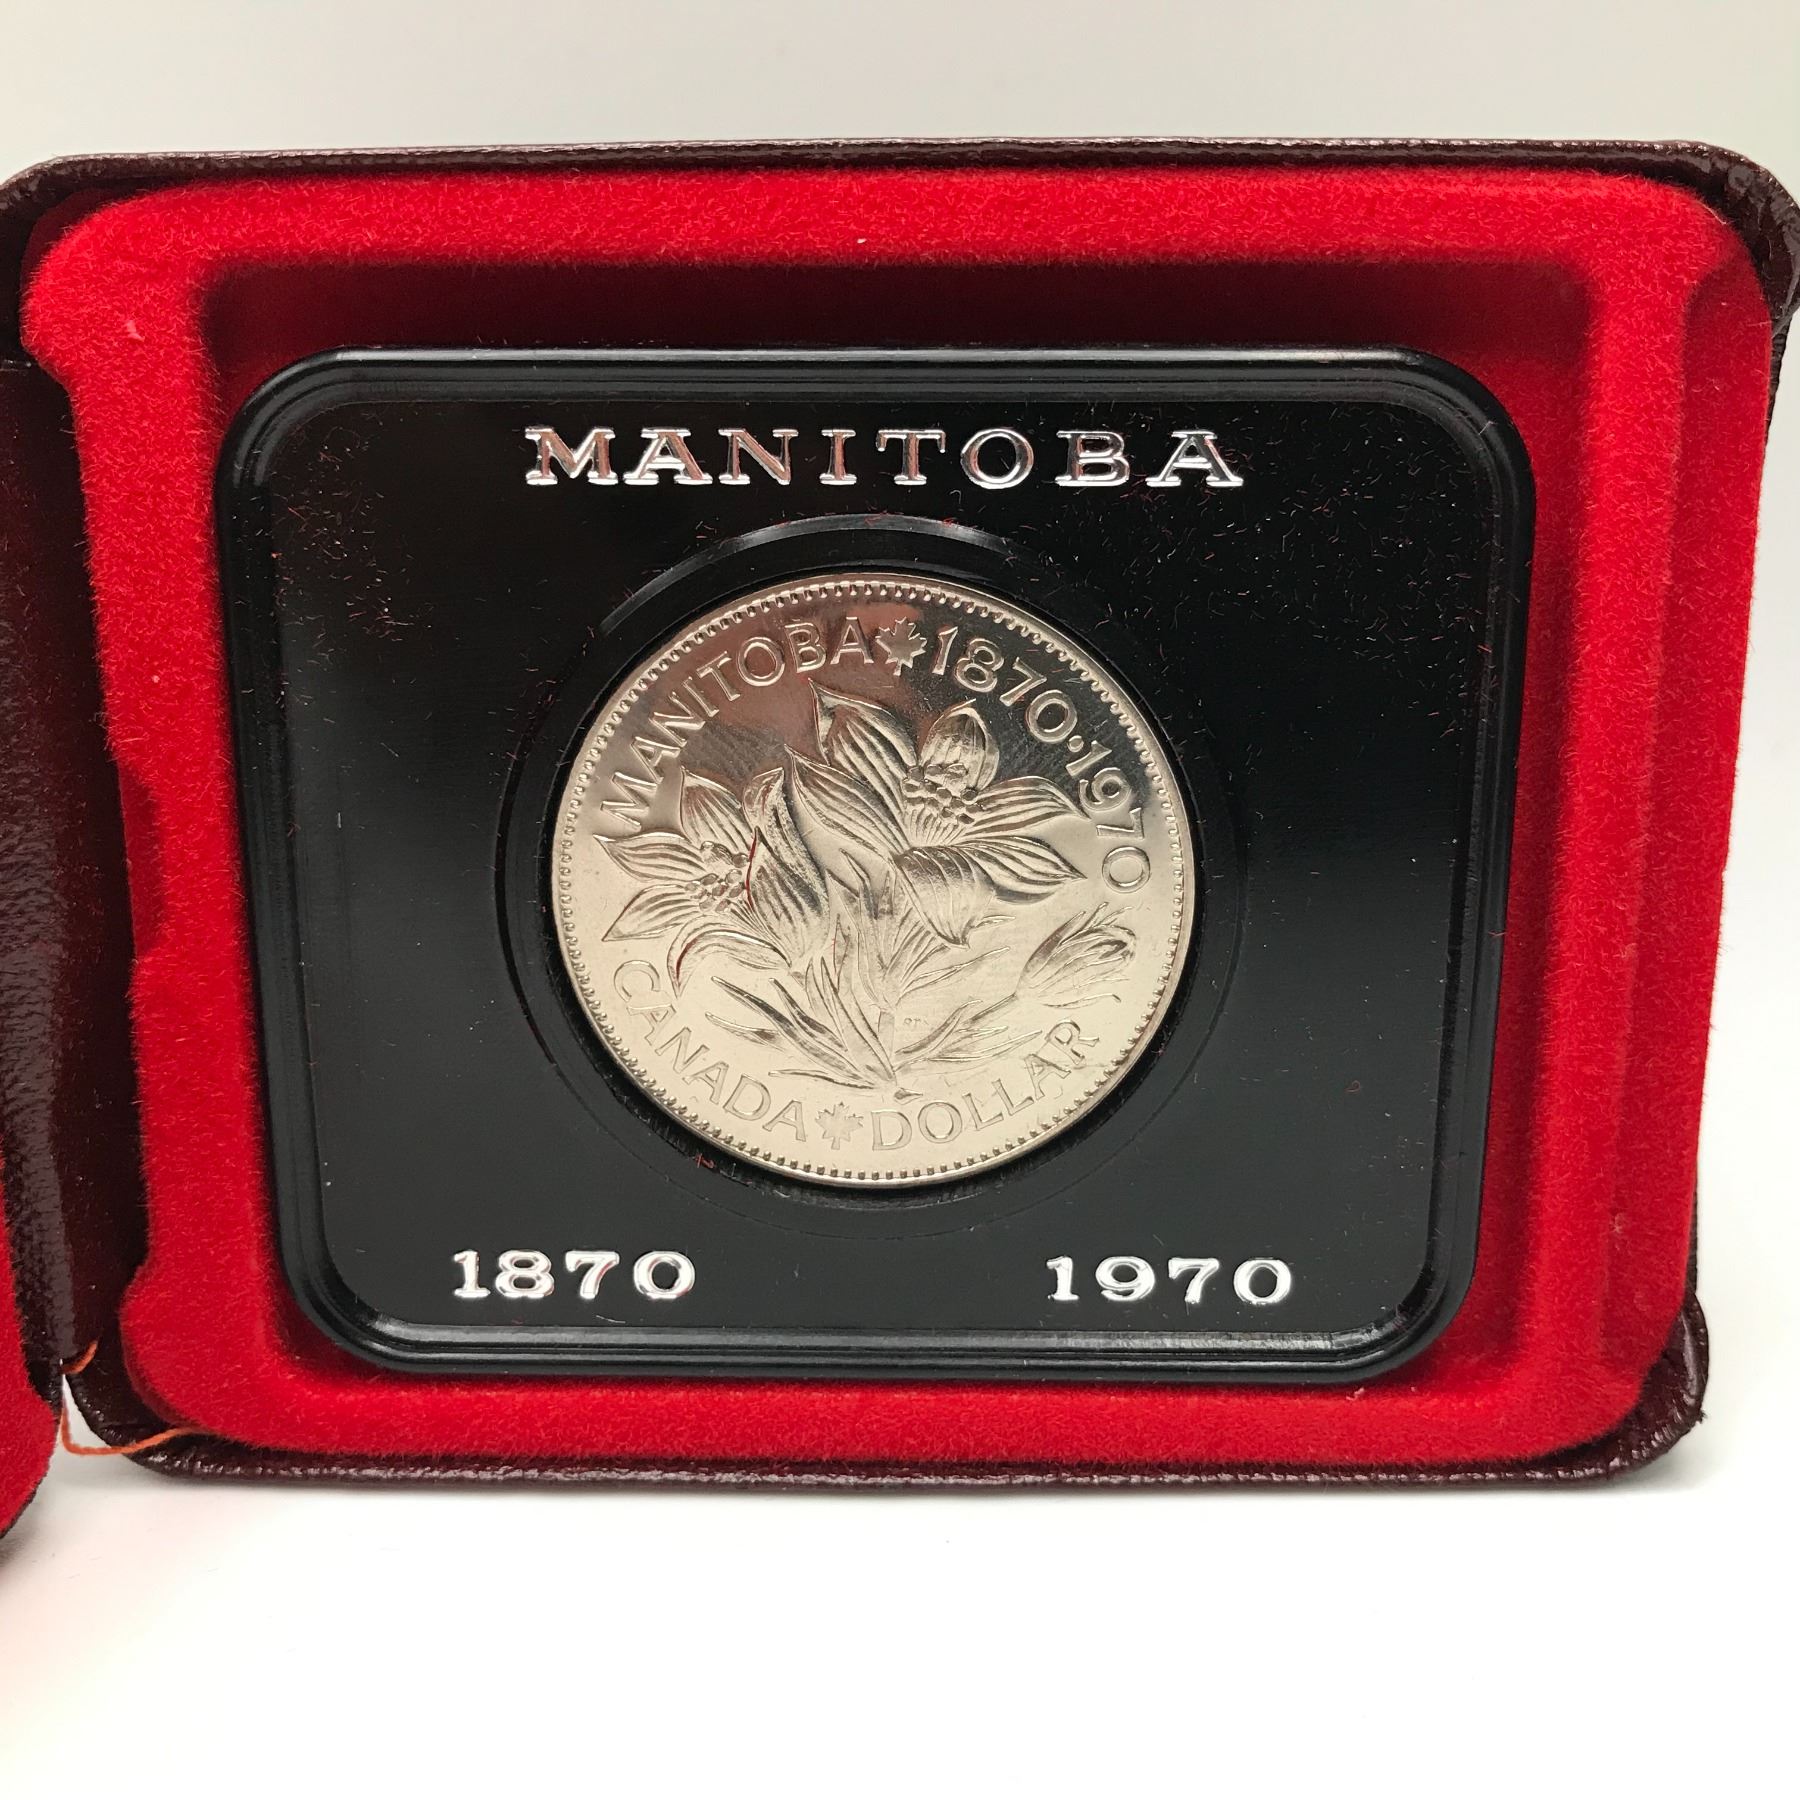 MANITOBA
MANITOBA 1870·1970
CANADA DOLLAR
1870 1970